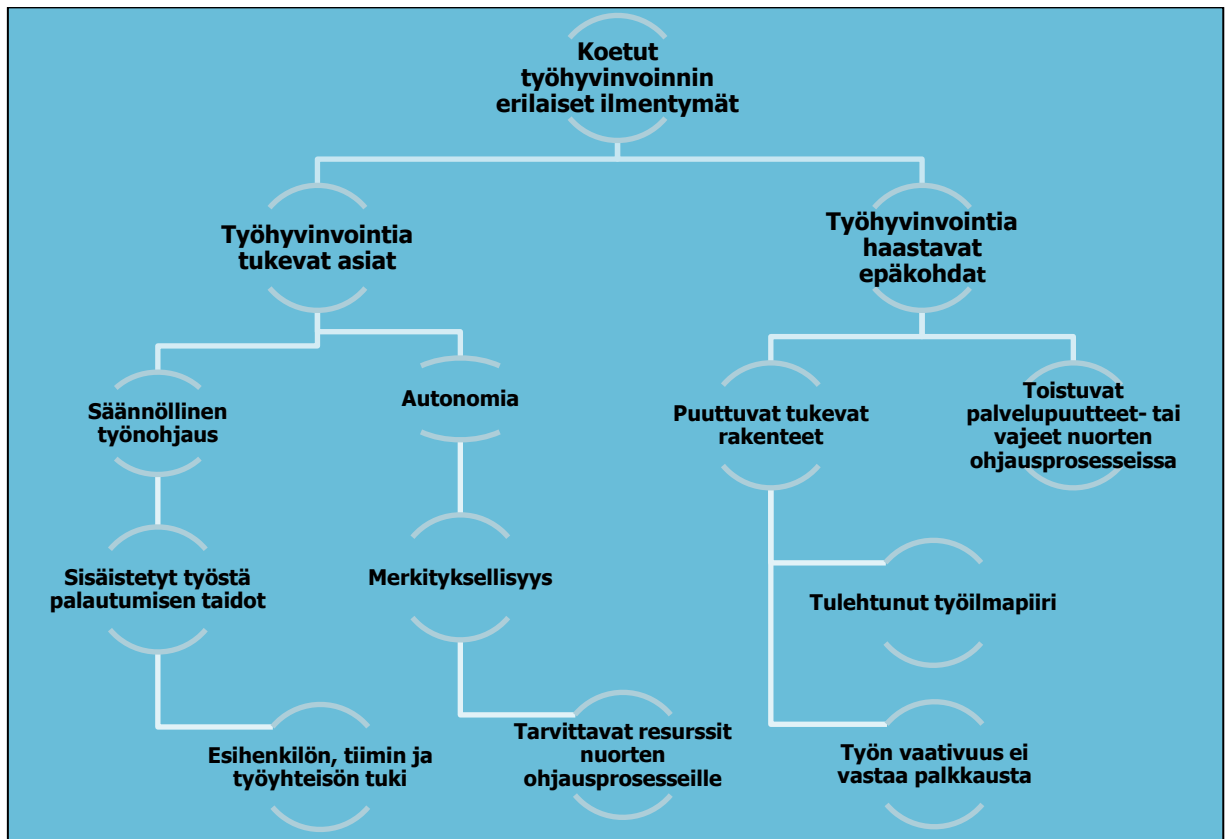 Koetut
työhyvinvoinnin
erilaiset ilmentymät
Työhyvinvointia
tukevat asiat
Työhyvinvointia
haastavat
epäkohdat
Säännöllinen
työnohjaus
Autonomia
Puuttuvat tukevat
rakenteet
Toistuvat
palvelupuutteet- tai
vajeet nuorten
ohjausprosesseissa
Sisäistetyt työstä
palautumisen taidot
Merkityksellisyys
Tulehtunut työilmapiiri
Esihenkilön, tiimin ja
työyhteisön tuki
Tarvittavat resurssit
nuorten
ohjausprosesseille
Työn vaativuus ei
vastaa palkkausta